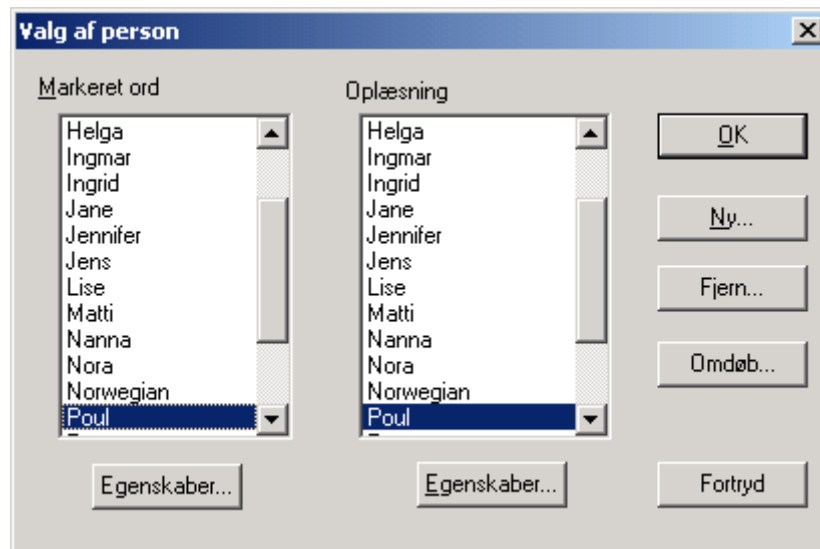 Valg af person
Markeret ord
Helga
Ingmar
Ingrid
Jane
Jennifer
Jens
Lise
Matti
Nanna
Nora
Norwegian
Poul
Egenskaber...
Oplæsning
Helga
Ingmar
Ingrid
Jane
Jennifer
Jens
Lise
Matti
Nanna
Nora
Norwegian
Poul
Egenskaber...
OK
Ny...
Fjern...
Omdøb...
Fortryd